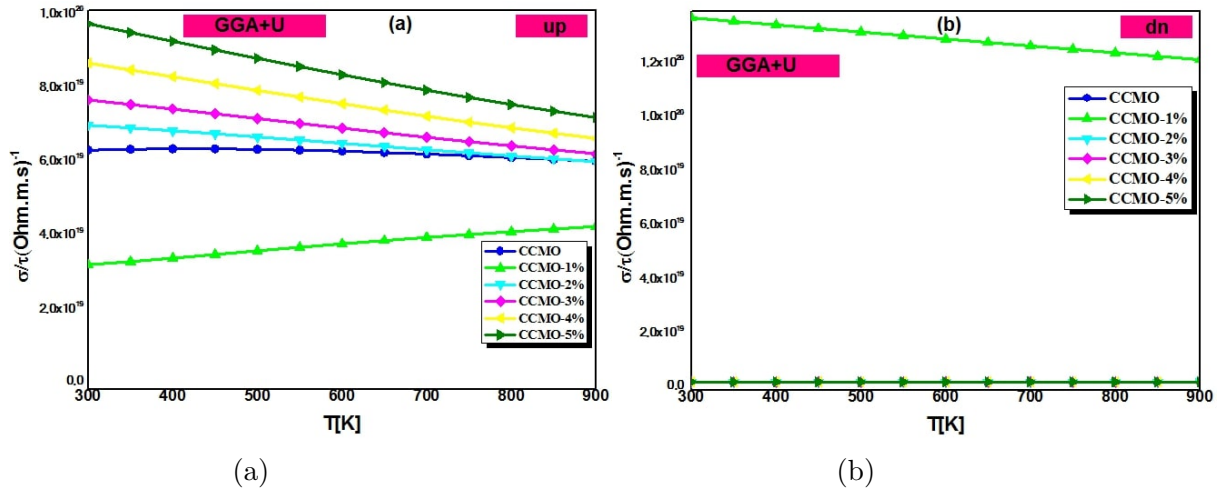 GGA+U (a) up
σ/τ(Ohm.m.s)⁻¹
1,0x10²⁰
8,0x10¹⁹
6,0x10¹⁹
4,0x10¹⁹
2,0x10¹⁹
0,0
CCMO
CCMO-1%
CCMO-2%
CCMO-3%
CCMO-4%
CCMO-5%
300 400 500 600 700 800 900
T[K]
(a)
(b) dn
GGA+U
σ/τ(Ohm.m.s)⁻¹
1,2x10²⁰
1,0x10²⁰
8,0x10¹⁹
6,0x10¹⁹
4,0x10¹⁹
2,0x10¹⁹
0,0
CCMO
CCMO-1%
CCMO-2%
CCMO-3%
CCMO-4%
CCMO-5%
300 400 500 600 700 800 900
T[K]
(b)